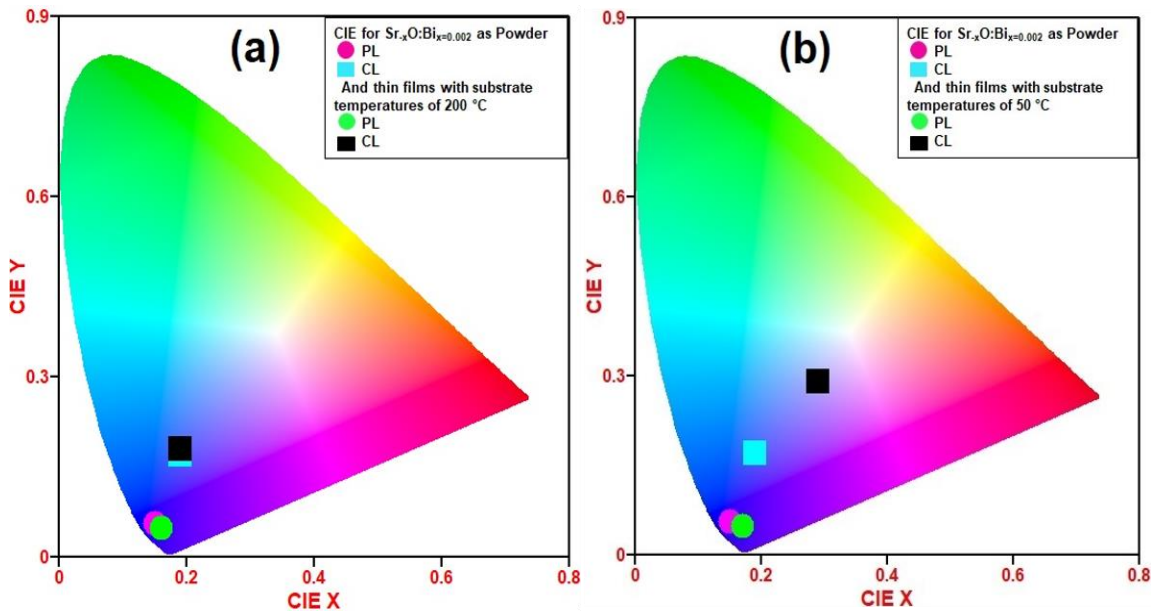 (a)
CIE for Sr-xO:Bix=0.002 as Powder
PL
CL
And thin films with substrate
temperatures of 200 °C
PL
CL
0.9
0.6
0.3
0
CIE Y
0
0.2
0.4
0.6
0.8
CIE X
(b)
CIE for Sr-xO:Bix=0.002 as Powder
PL
CL
And thin films with substrate
temperatures of 50 °C
PL
CL
0.9
0.6
0.3
0
CIE Y
0
0.2
0.4
0.6
0.8
CIE X